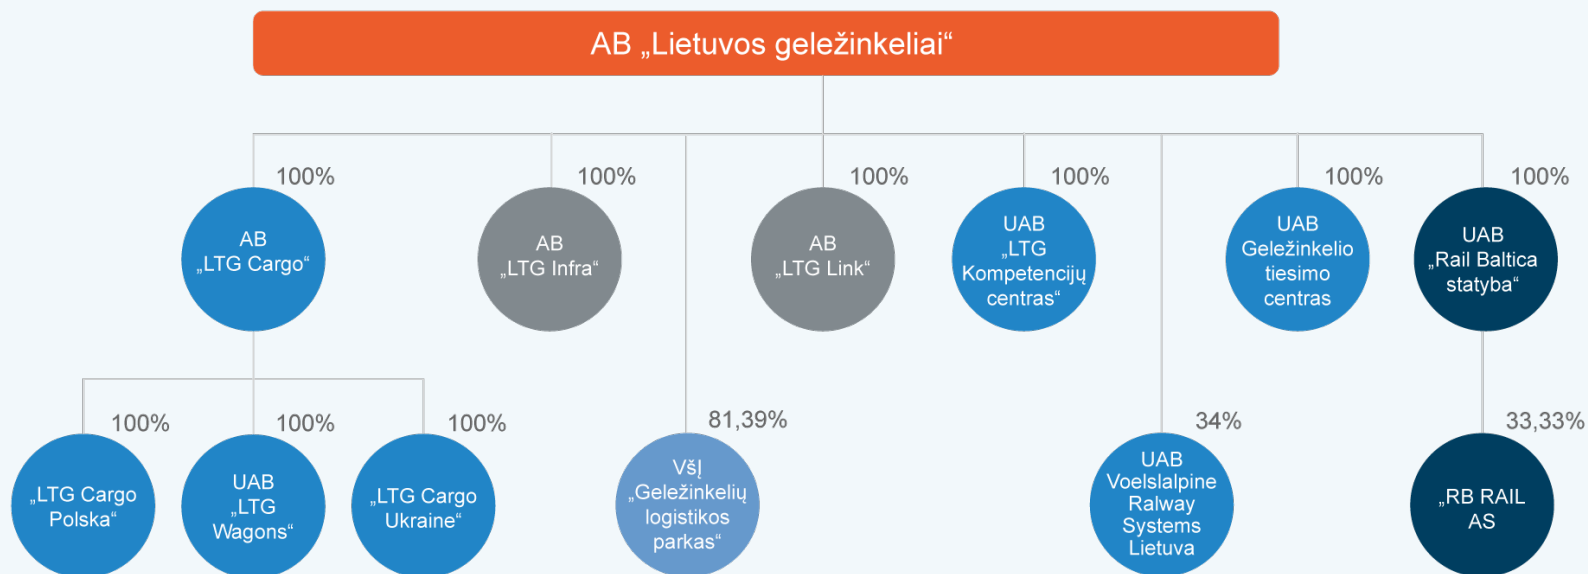 AB „Lietuvos geležinkeliai“
100%
100%
100%
100%
100%
100%
AB
„LTG Cargo“
AB
„LTG Infra“
AB
„LTG Link“
UAB
„LTG
Kompetencijų
centras“
UAB
Geležinkelio
tiesimo
centras
UAB
„Rail Baltica
statyba“
100%
100%
100%
81,39%
34%
33,33%
„LTG Cargo
Polska“
UAB
„LTG
Wagons“
„LTG Cargo
Ukraine“
VšĮ
„Geležinkelių
logistikos
parkas“
UAB
Voelslalpine
Ralway
Systems
Lietuva
„RB RAIL
AS